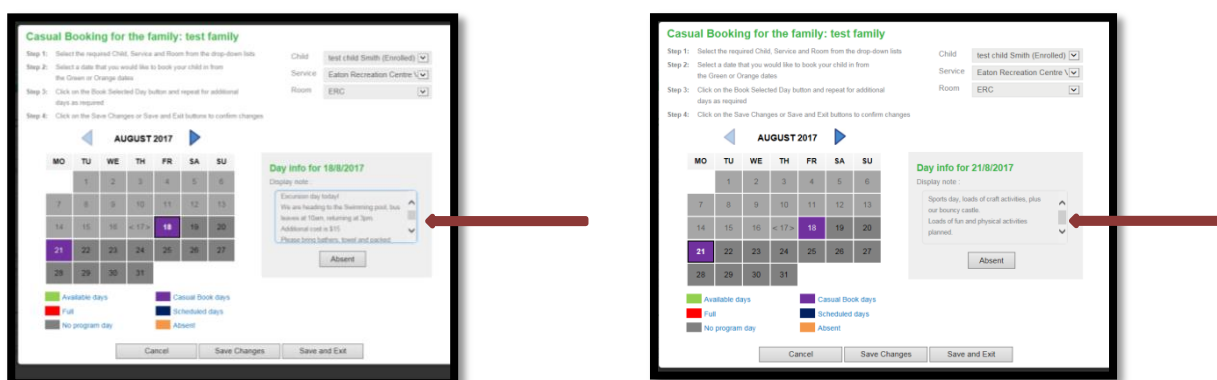 Casual Booking for the family: test family
Step 1: Select the required Child, Service and Room from the drop-down lists
Step 2: Select a date that you would like to book your child in from
the Green or Orange dates
Step 3: Click on the Book Selected Day button and repeat for additional
days as required
Step 4: Click on the Save Changes or Save and Exit buttons to confirm changes
Child test child Smith (Enrolled)
Service Eaton Recreation Centre \
Room ERC
AUGUST 2017
MO TU WE TH FR SA SU
1 2 3 4 5 6
7 8 9 10 11 12 13
14 15 16 < 17 > 18 19 20
21 22 23 24 25 26 27
28 29 30 31
Day info for 18/8/2017
Display note :
Excursion day today!
We are heading to the Swimming pool, bus
leaves at 10am, returning at 3pm.
Additional cost is $15
Please bring bathers, towel and packed
Absent
Available days Casual Book days
Full Scheduled days
No program day Absent
Cancel Save Changes Save and Exit
Casual Booking for the family: test family
Step 1: Select the required Child, Service and Room from the drop-down lists
Step 2: Select a date that you would like to book your child in from
the Green or Orange dates
Step 3: Click on the Book Selected Day button and repeat for additional
days as required
Step 4: Click on the Save Changes or Save and Exit buttons to confirm changes
Child test child Smith (Enrolled)
Service Eaton Recreation Centre \
Room ERC
AUGUST 2017
MO TU WE TH FR SA SU
1 2 3 4 5 6
7 8 9 10 11 12 13
14 15 16 < 17 > 18 19 20
21 22 23 24 25 26 27
28 29 30 31
Day info for 21/8/2017
Display note :
Sports day, loads of craft activities, plus
our bouncy castle.
Loads of fun and physical activities
planned.
Absent
Available days Casual Book days
Full Scheduled days
No program day Absent
Cancel Save Changes Save and Exit